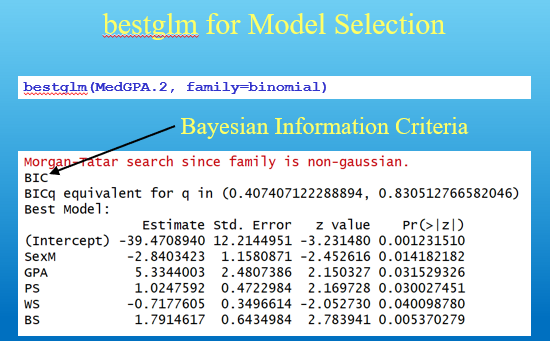 bestglm for Model Selection
bestglm(MedGPA.2, family=binomial)
Bayesian Information Criteria
Morgan-Tatar search since family is non-gaussian.
BIC
BICq equivalent for q in (0.407407122288894, 0.830512766582046)
Best Model:
Estimate Std. Error z value Pr(>|z|)
(Intercept) -39.4708940 12.2144951 -3.231480 0.001231510
SexM -2.8403423 1.1580871 -2.452616 0.014182182
GPA 5.3344003 2.4807386 2.150327 0.031529326
PS 1.0247592 0.4722984 2.169728 0.030027451
WS -0.7177605 0.3496614 -2.052730 0.040098780
BS 1.7914617 0.6434984 2.783941 0.005370279